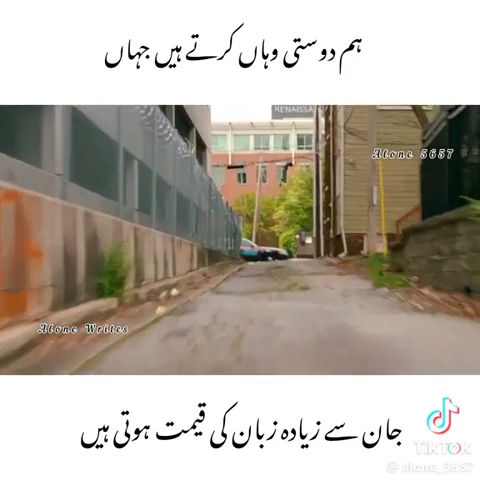 ہم دوستی وہاں کرتے ہیں جہاں
RENAISSA
Alone 5657
Alone Writes
جان سے زیادہ زبان کی قیمت ہوتی ہیں
TikTok
@dione_5657